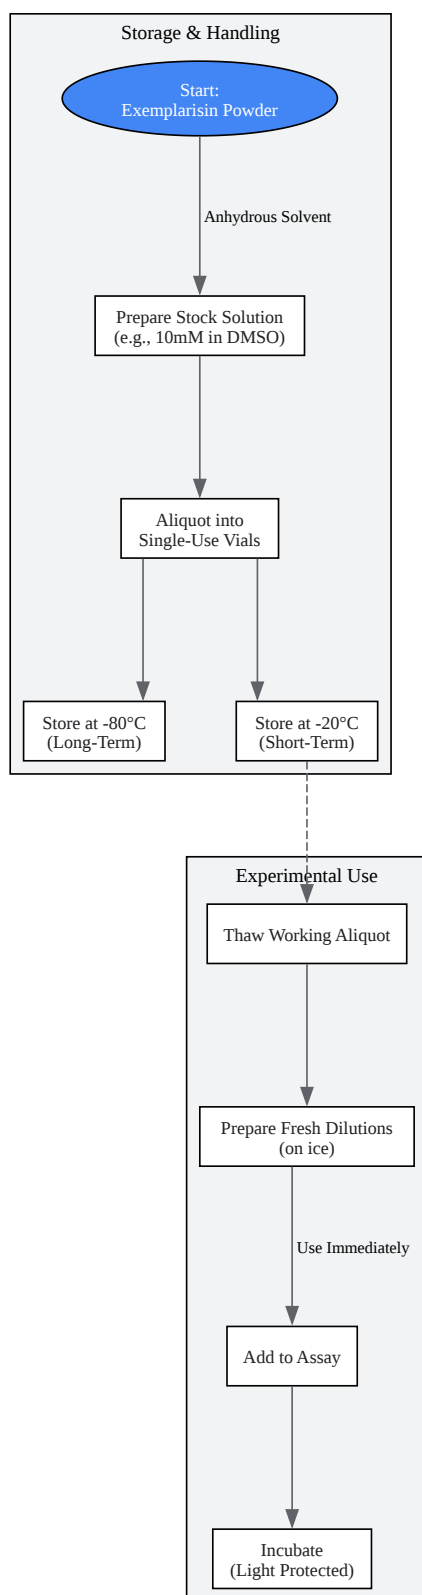 Storage & Handling
Start:
Exemplarisin Powder
Anhydrous Solvent
Prepare Stock Solution
(e.g., 10mM in DMSO)
Aliquot into
Single-Use Vials
Store at -80°C
(Long-Term)
Store at -20°C
(Short-Term)
Experimental Use
Thaw Working Aliquot
Prepare Fresh Dilutions
(on ice)
Use Immediately
Add to Assay
Incubate
(Light Protected)